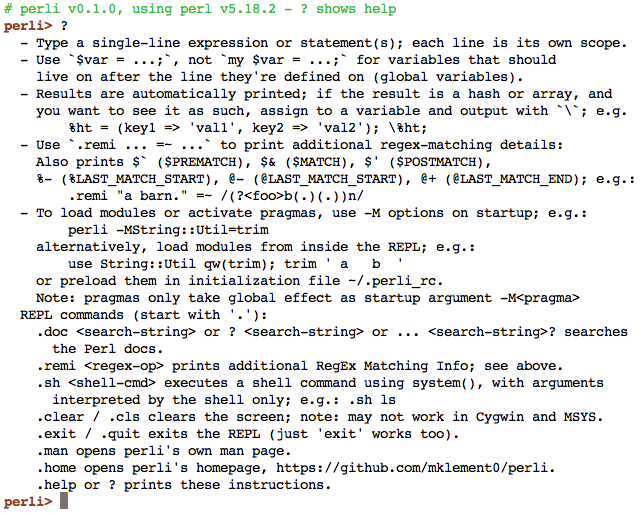 # perli v0.1.0, using perl v5.18.2 - ? shows help
perli> ?
  - Type a single-line expression or statement(s); each line is its own scope.
  - Use `$var = ...;`, not `my $var = ...;` for variables that should
    live on after the line they're defined on (global variables).
  - Results are automatically printed; if the result is a hash or array, and
    you want to see it as such, assign to a variable and output with `\`; e.g.
        %ht = (key1 => 'val1', key2 => 'val2'); \%ht;
  - Use `.remi ... =~ ...` to print additional regex-matching details:
    Also prints $` ($PREMATCH), $& ($MATCH), $' ($POSTMATCH),
    %- (%LAST_MATCH_START), @- (@LAST_MATCH_START), @+ (@LAST_MATCH_END); e.g.:
        .remi "a barn." =~ /(?<foo>b(.)(.))n/
  - To load modules or activate pragmas, use -M options on startup; e.g.:
        perli -MString::Util=trim
    alternatively, load modules from inside the REPL; e.g.:
        use String::Util qw(trim); trim ' a   b   '
    or preload them in initialization file ~/.perli_rc.
    Note: pragmas only take global effect as startup argument -M<pragma>
  REPL commands (start with '.'):
    .doc <search-string> or ? <search-string> or ... <search-string>? searches
      the Perl docs.
    .remi <regex-op> prints additional RegEx Matching Info; see above.
    .sh <shell-cmd> executes a shell command using system(), with arguments
      interpreted by the shell only; e.g.: .sh ls
    .clear / .cls clears the screen; note: may not work in Cygwin and MSYS.
    .exit / .quit exits the REPL (just 'exit' works too).
    .man opens perli's own man page.
    .home opens perli's homepage, https://github.com/mklement0/perli.
    .help or ? prints these instructions.
perli>